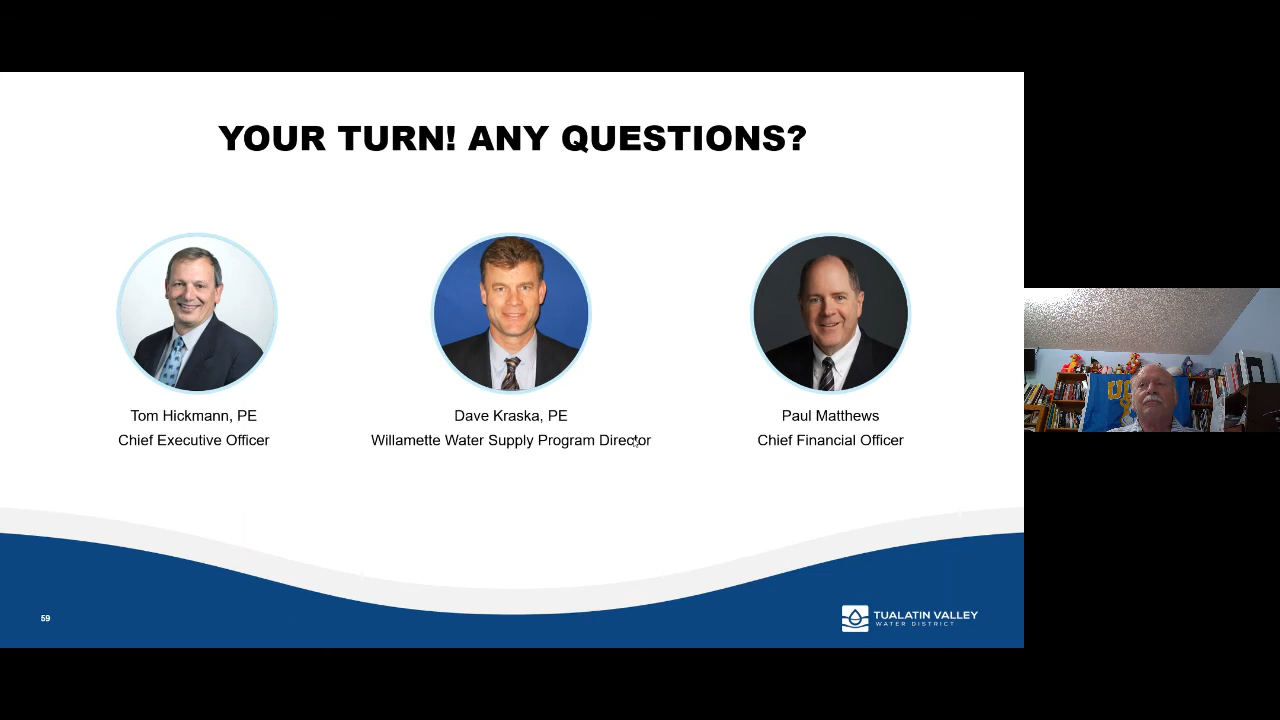 YOUR TURN! ANY QUESTIONS?
Tom Hickmann, PE
Chief Executive Officer
Dave Kraska, PE
Willamette Water Supply Program Director
Paul Matthews
Chief Financial Officer
59
TUALATIN VALLEY
WATER DISTRICT